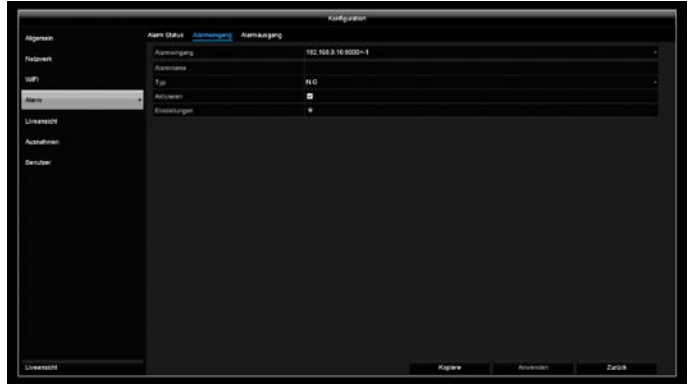 Konfiguration
Allgemein
Netzwerk
WIFI
Alarm
Liveansicht
Ausnahmen
Benutzer
Liveansicht
Alarm Status Alarmeingang Alarmausgang
Alarmeingang 192.168.0.16:8000<-1
Alarmname
Typ N.O
Aktivieren
Einstellungen
Kopiere Anwenden Zurück